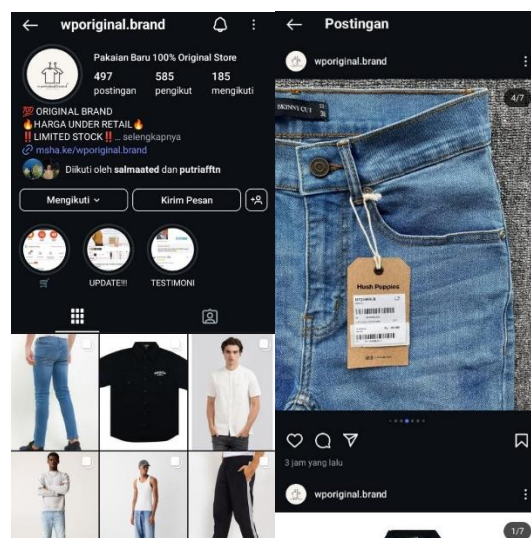 wporiginal.brand
Pakaian Baru 100% Original Store
497 585 185
postingan pengikut mengikuti
💯 ORIGINAL BRAND
🔥HARGA UNDER RETAIL🔥
‼️LIMITED STOCK‼️... selengkapnya
msha.ke/wporiginal.brand
Diikuti oleh salmaated dan putriafftn
Mengikuti
Kirim Pesan
UPDATE!!!
TESTIMONI
Postingan
wporiginal.brand
4/7
SKINNY CUT
Hush Puppies
3 jam yang lalu
wporiginal.brand
1/7